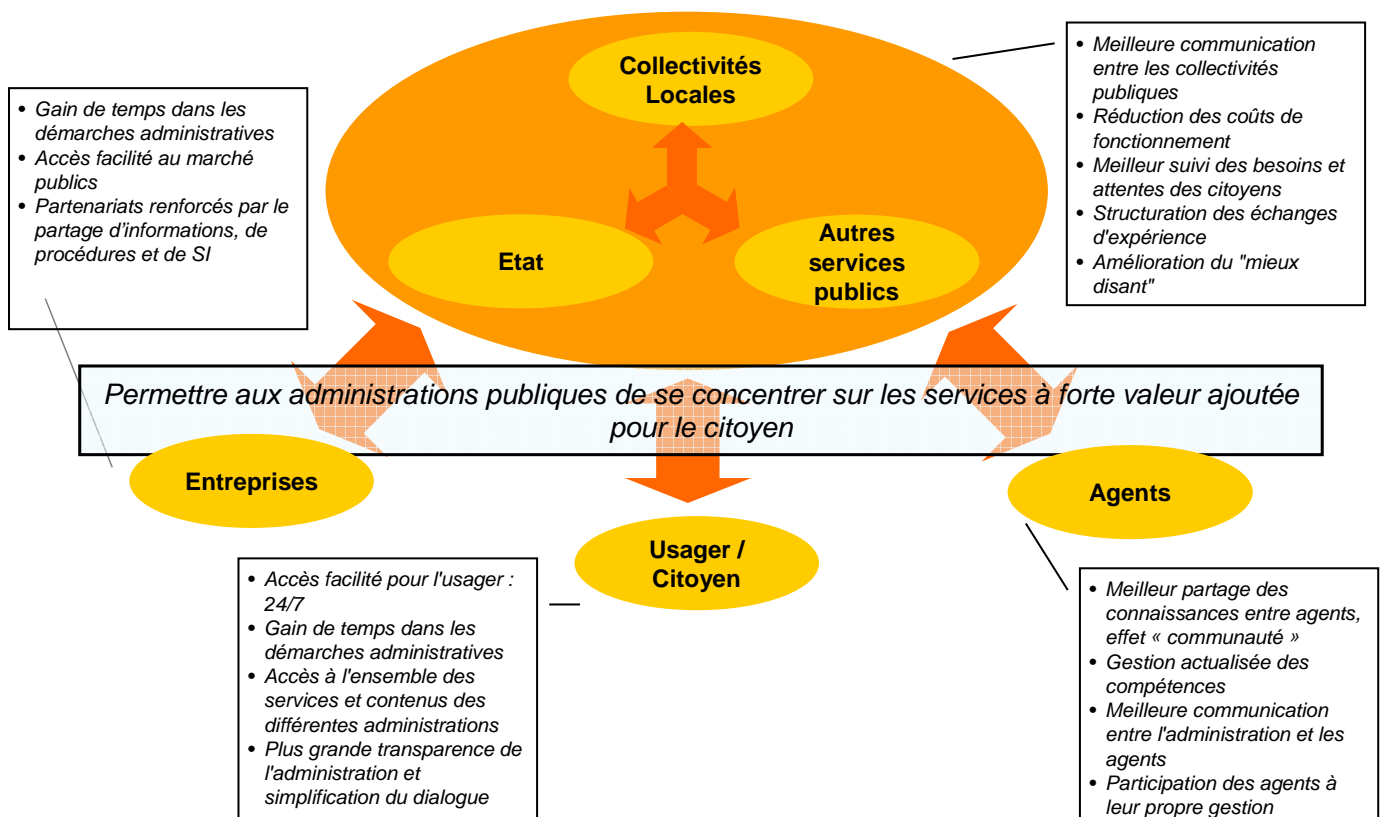 Collectivités
Locales
Etat
Autres
services
publics
• Meilleure communication
entre les collectivités
publiques
• Réduction des coûts de
fonctionnement
• Meilleur suivi des besoins et
attentes des citoyens
• Structuration des échanges
d'expérience
• Amélioration du "mieux
disant"
• Gain de temps dans les
démarches administratives
• Accès facilité au marché
publics
• Partenariats renforcés par le
partage d'informations, de
procédures et de SI
Permettre aux administrations publiques de se concentrer sur les services à forte valeur ajoutée
pour le citoyen
Entreprises
Usager /
Citoyen
Agents
• Accès facilité pour l'usager :
24/7
• Gain de temps dans les
démarches administratives
• Accès à l'ensemble des
services et contenus des
différentes administrations
• Plus grande transparence de
l'administration et
simplification du dialogue
• Meilleur partage des
connaissances entre agents,
effet « communauté »
• Gestion actualisée des
compétences
• Meilleure communication
entre l'administration et les
agents
• Participation des agents à
leur propre gestion